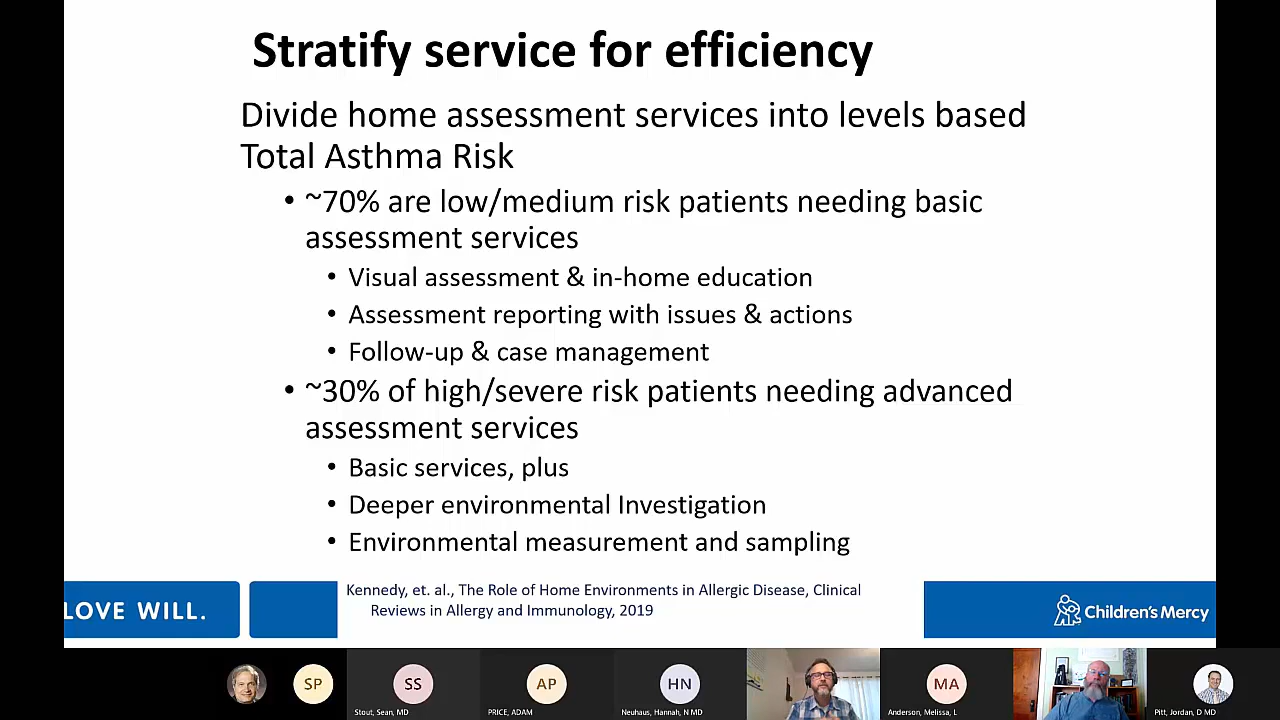 Stratify service for efficiency
Divide home assessment services into levels based
Total Asthma Risk
• ~70% are low/medium risk patients needing basic
assessment services
• Visual assessment & in-home education
• Assessment reporting with issues & actions
• Follow-up & case management
• ~30% of high/severe risk patients needing advanced
assessment services
• Basic services, plus
• Deeper environmental Investigation
• Environmental measurement and sampling
Kennedy, et. al., The Role of Home Environments in Allergic Disease, Clinical
Reviews in Allergy and Immunology, 2019
LOVE WILL.
Children's Mercy
SP
SS
AP
HN
MA
Stout, Sean, MD
PRICE, ADAM
Neuhaus, Hannah, N MD
Anderson, Melissa, L
Pitt, Jordan, D MD